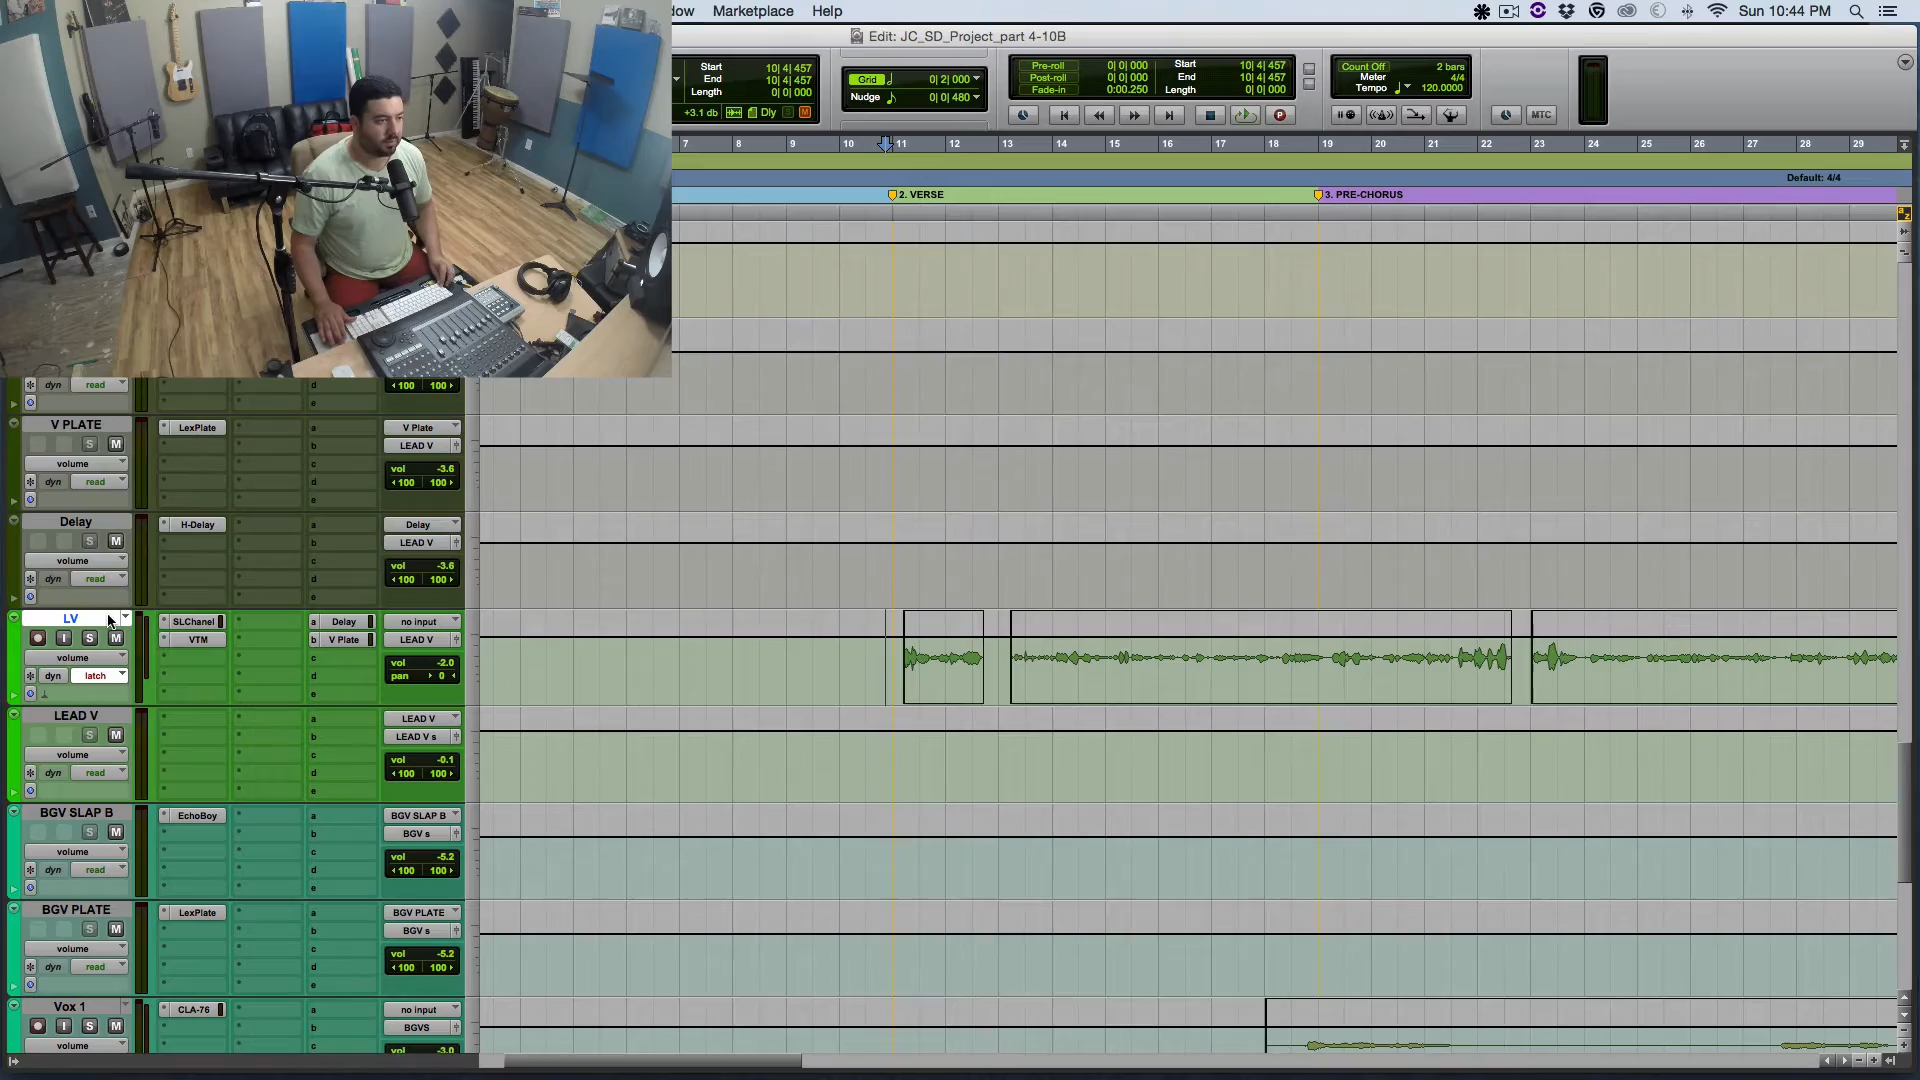 dow Marketplace Help Sun 10:44 PM
Edit: JC_SD_Project_part 4-10B
Start 10| 4| 457
End 10| 4| 457
Length 0| 0| 000
+3.1 db Dly S M
Grid 0| 2| 000
Nudge 0| 0| 480
Pre-roll 0| 0| 000 Start 10| 4| 457
Post-roll 0| 0| 000 End 10| 4| 457
Fade-in 0:00.250 Length 0| 0| 000
Count Off 2 bars
Meter 4/4
Tempo 120.0000
MTC
7 8 9 10 11 12 13 14 15 16 17 18 19 20 21 22 23 24 25 26 27 28 29
Default: 4/4
2. VERSE 3. PRE-CHORUS
dyn read d 100 100
e
V PLATE LexPlate a V Plate
S M b LEAD V
volume c vol -3.6
dyn read d 100 100
e
Delay H-Delay a Delay
S M b LEAD V
volume c vol -3.6
dyn read d 100 100
e
LV SLChanel a Delay no input
I S M VTM b V Plate LEAD V
volume c vol -2.0
dyn latch d pan 0
e
LEAD V a LEAD V
S M b LEAD V s
volume c vol -0.1
dyn read d 100 100
e
BGV SLAP B EchoBoy a BGV SLAP B
S M b BGV s
volume c vol -5.2
dyn read d 100 100
e
BGV PLATE LexPlate a BGV PLATE
S M b BGV s
volume c vol -5.2
dyn read d 100 100
e
Vox 1 CLA-76 a no input
I S M b BGVS
volume c vol -3.0